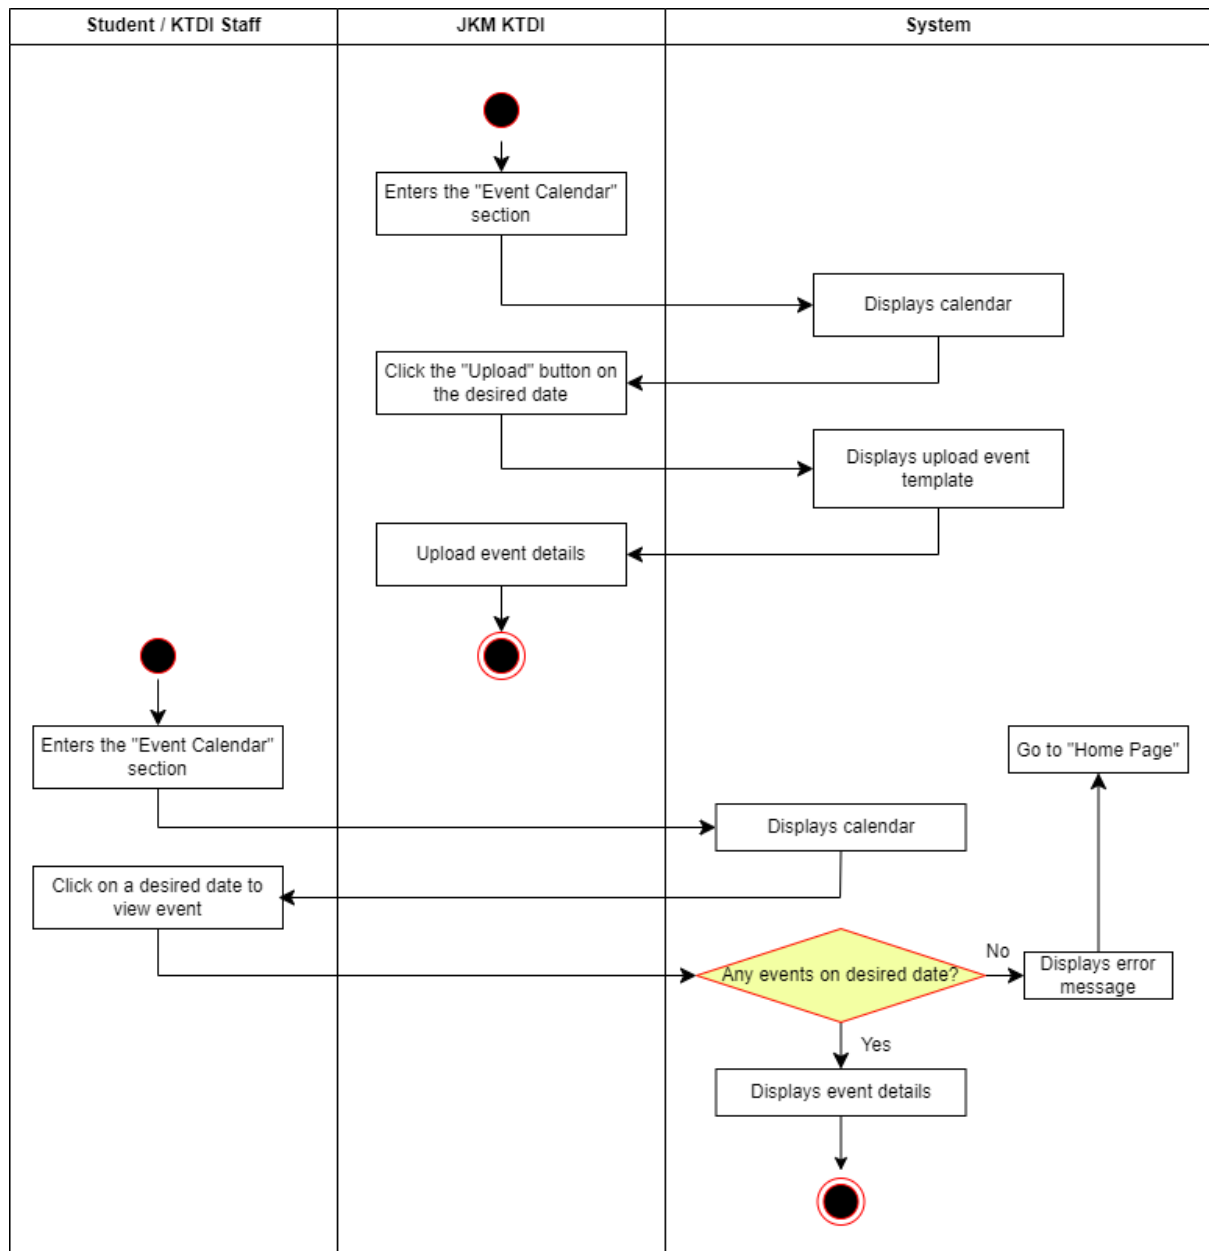 Student / KTDI Staff
JKM KTDI
System
Enters the "Event Calendar"
section
Displays calendar
Click the "Upload" button on
the desired date
Displays upload event
template
Upload event details
Enters the "Event Calendar"
section
Go to "Home Page"
Displays calendar
Click on a desired date to
view event
Any events on desired date?
No
Displays error
message
Yes
Displays event details